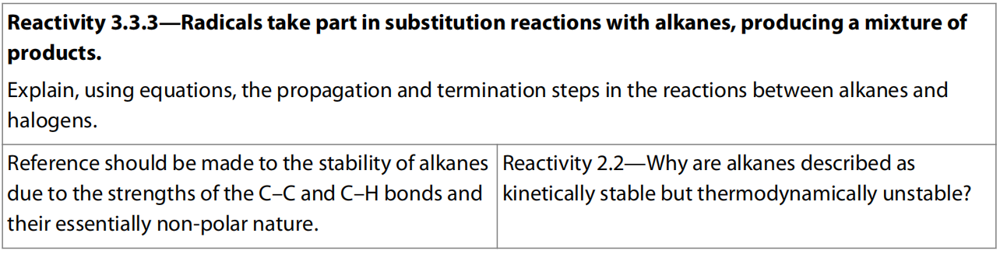 Reactivity 3.3.3—Radicals take part in substitution reactions with alkanes, producing a mixture of
products.
Explain, using equations, the propagation and termination steps in the reactions between alkanes and
halogens.
Reference should be made to the stability of alkanes
due to the strengths of the C–C and C–H bonds and
their essentially non-polar nature.
Reactivity 2.2—Why are alkanes described as
kinetically stable but thermodynamically unstable?